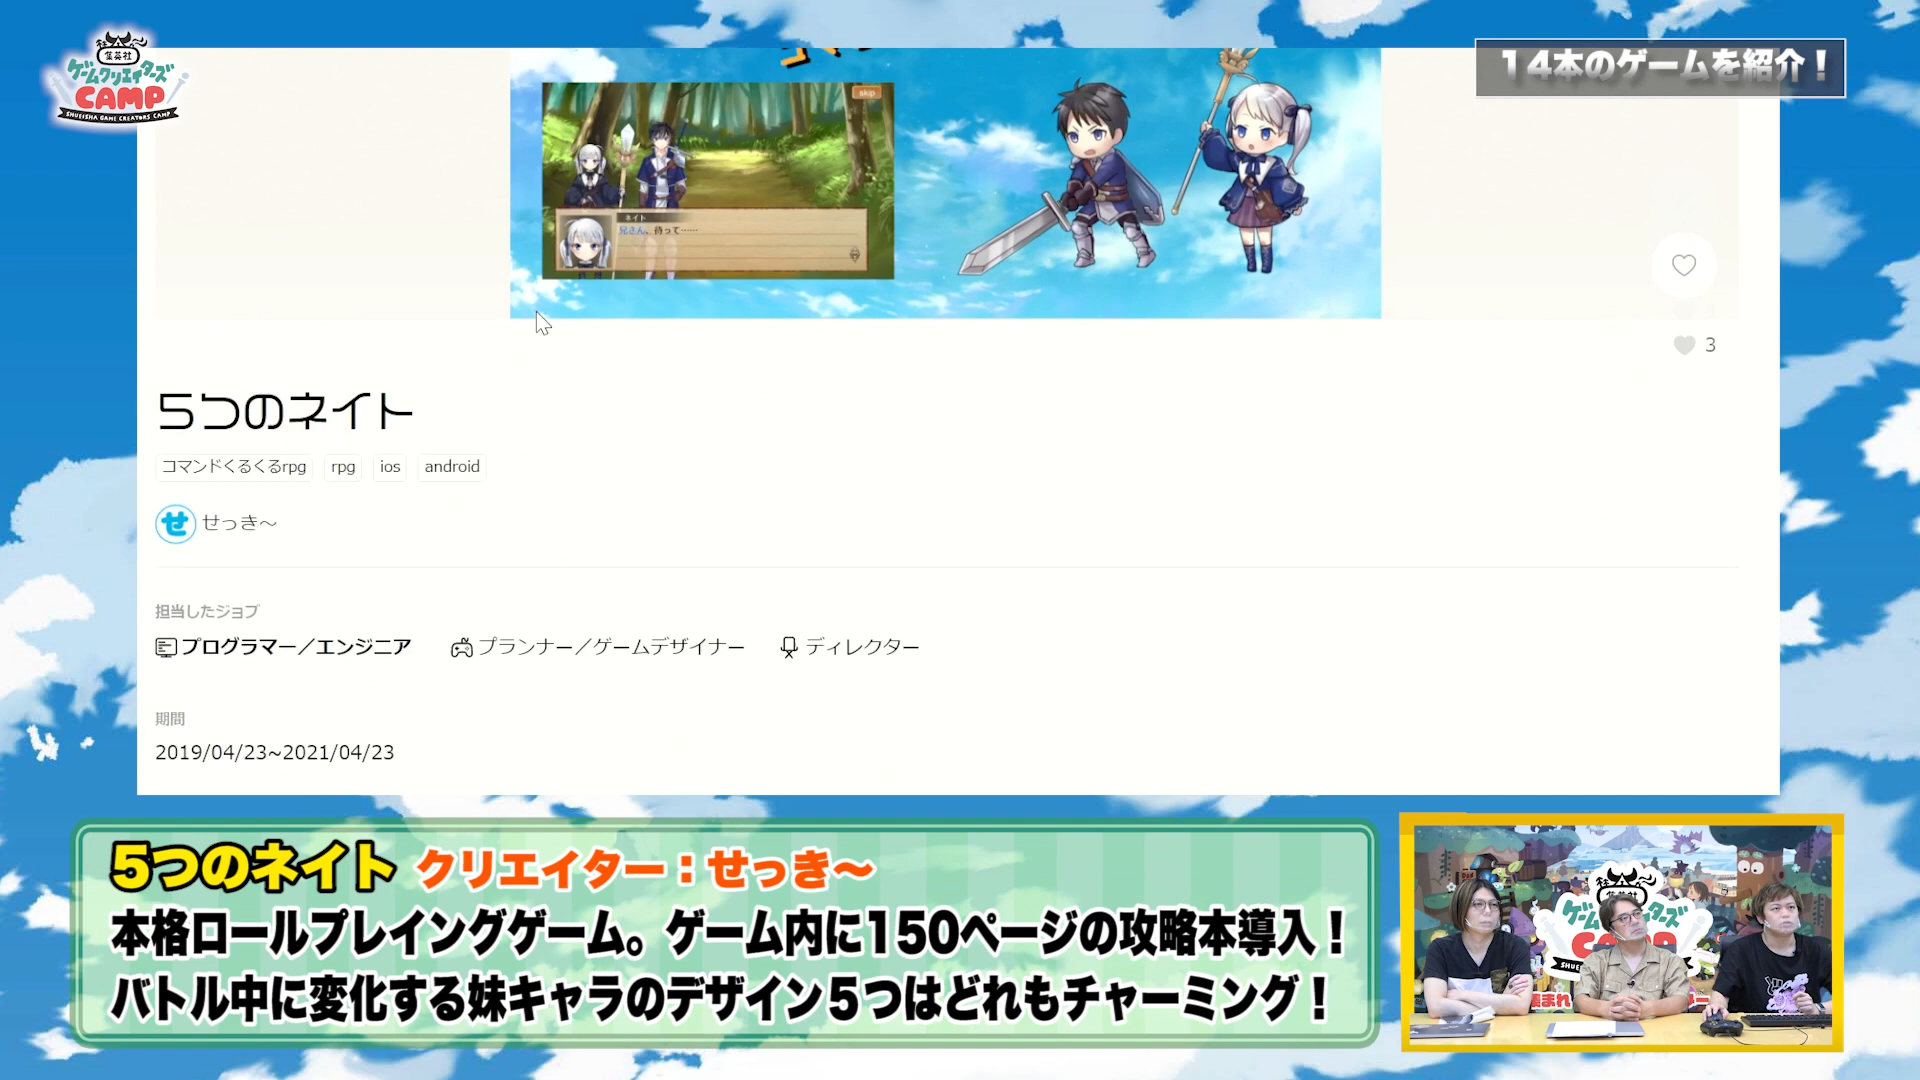 集英社
ゲームクリエイターズ
CAMP
SHUEISHA GAME CREATORS CAMP
14本のゲームを紹介！
skip
ネイト
兄さん、待って……
3
5つのネイト
コマンドくるくるrpg rpg ios android
せ せっき～
担当したジョブ
プログラマー／エンジニア プランナー／ゲームデザイナー ディレクター
期間
2019/04/23~2021/04/23
5つのネイト クリエイター：せっき～
本格ロールプレイングゲーム。ゲーム内に150ページの攻略本導入！
バトル中に変化する妹キャラのデザイン5つはどれもチャーミング！